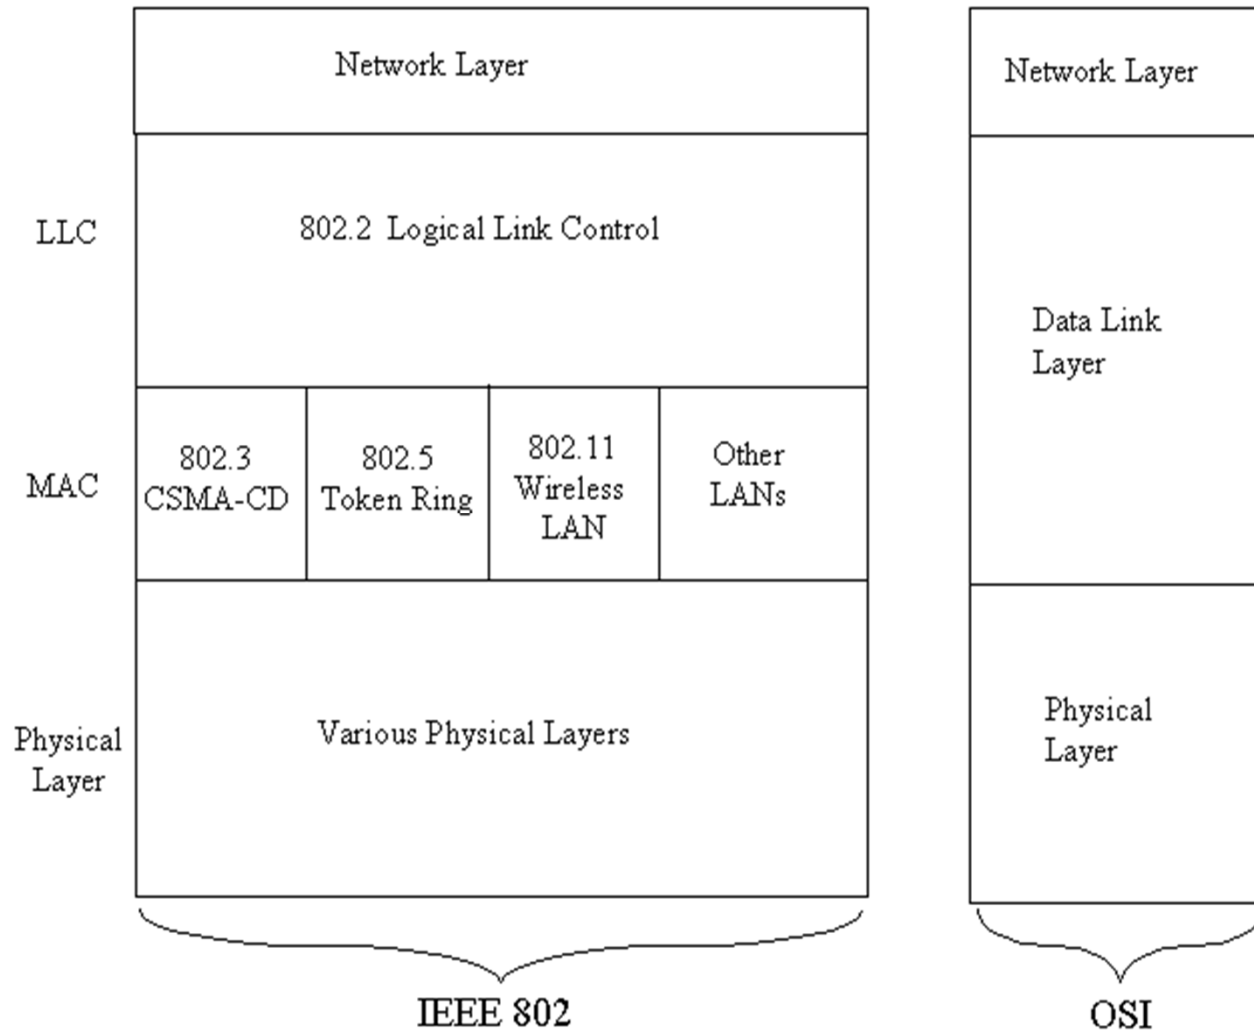 Network Layer
Network Layer
LLC
802.2 Logical Link Control
Data Link
Layer
MAC
802.3
CSMA-CD
802.5
Token Ring
802.11
Wireless
LAN
Other
LANs
Physical
Layer
Various Physical Layers
Physical
Layer
IEEE 802
OSI